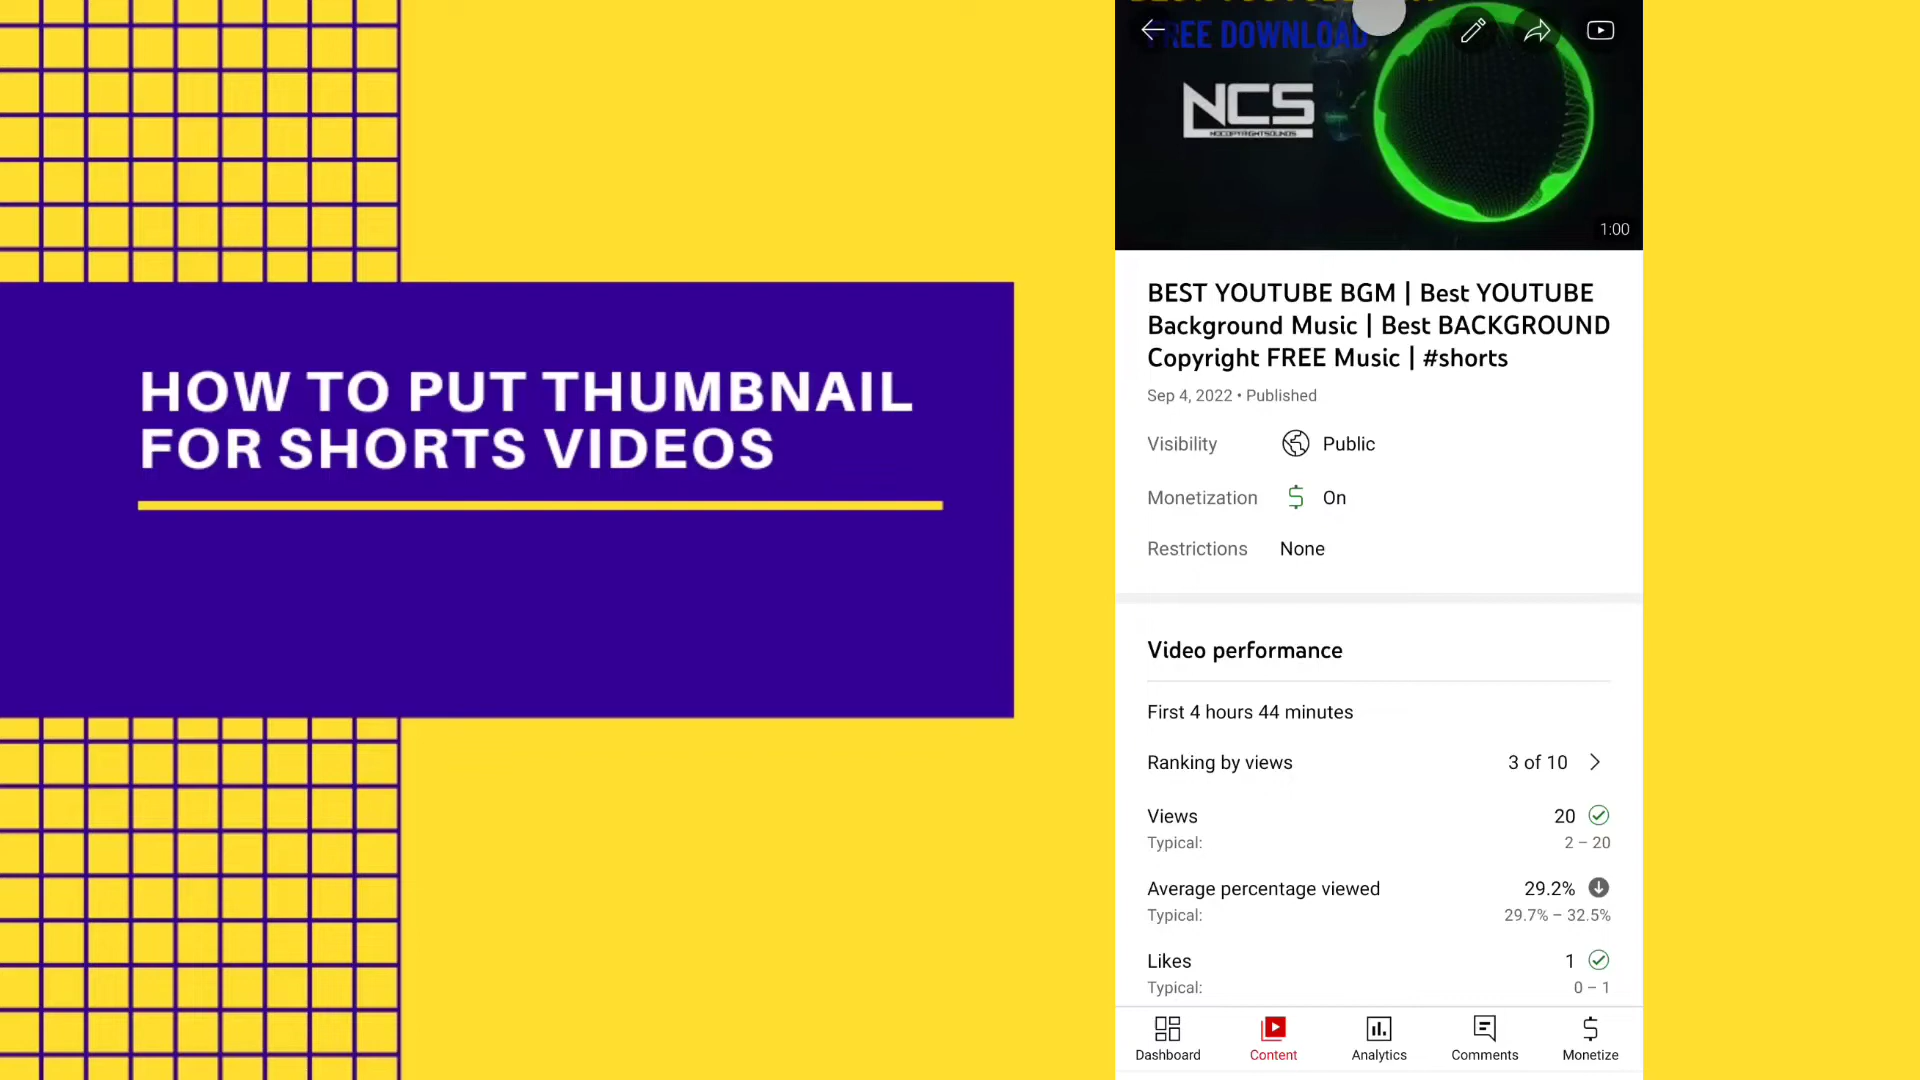 HOW TO PUT THUMBNAIL
FOR SHORTS VIDEOS
FREE DOWNLOAD
NCS
NOCOPYRIGHTSOUNDS
1:00
BEST YOUTUBE BGM | Best YOUTUBE
Background Music | Best BACKGROUND
Copyright FREE Music | #shorts
Sep 4, 2022 • Published
Visibility Public
Monetization On
Restrictions None
Video performance
First 4 hours 44 minutes
Ranking by views 3 of 10
Views 20
Typical: 2 – 20
Average percentage viewed 29.2%
Typical: 29.7% – 32.5%
Likes 1
Typical: 0 – 1
Dashboard Content Analytics Comments Monetize